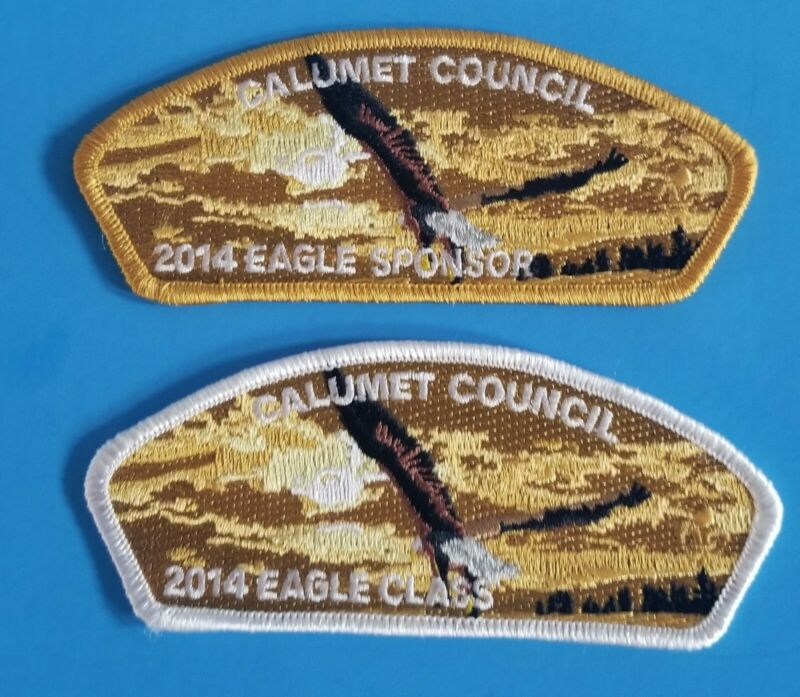 CALUMET COUNCIL
2014 EAGLE SPONSOR
CALUMET COUNCIL
2014 EAGLE CLASS